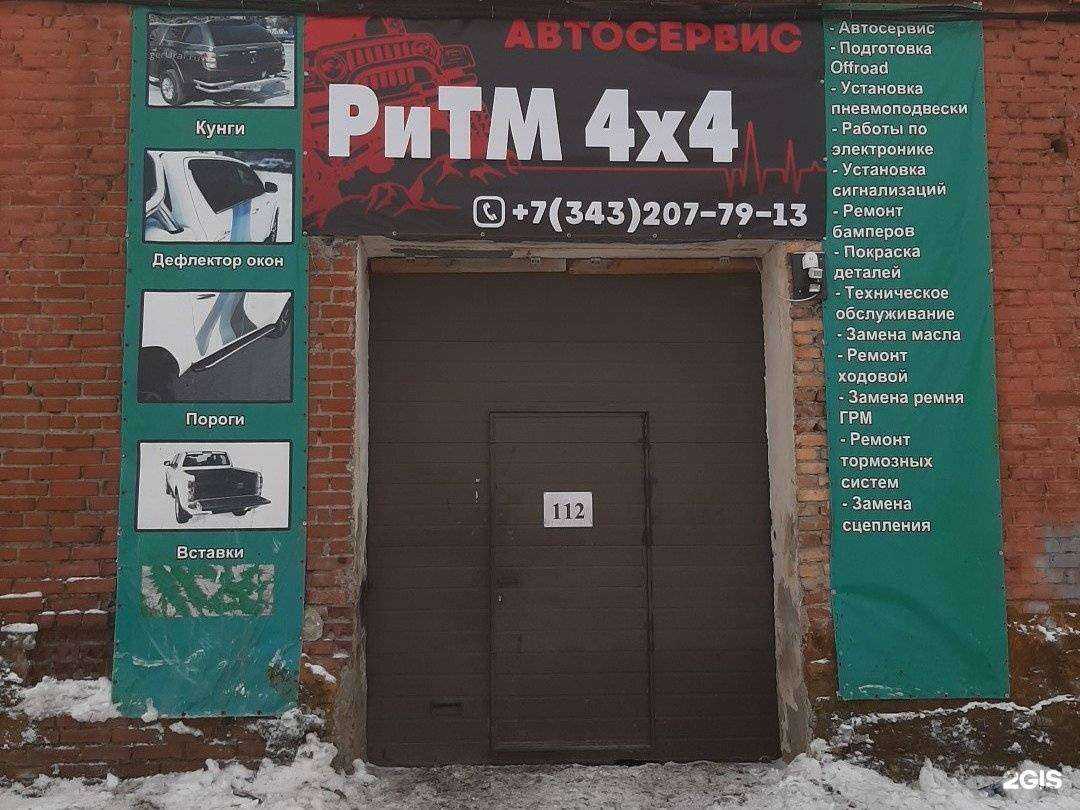 АВТОСЕРВИС
РиТМ 4х4
+7(343)207-79-13
Кунги
Дефлектор окон
Пороги
Вставки
- Автосервис
- Подготовка
Offroad
- Установка
пневмоподвески
- Работы по
электронике
- Установка
сигнализаций
- Ремонт
бамперов
- Покраска
деталей
- Техническое
обслуживание
- Замена масла
- Ремонт
ходовой
- Замена ремня
ГРМ
- Ремонт
тормозных
систем
- Замена
сцепления
112
2GIS